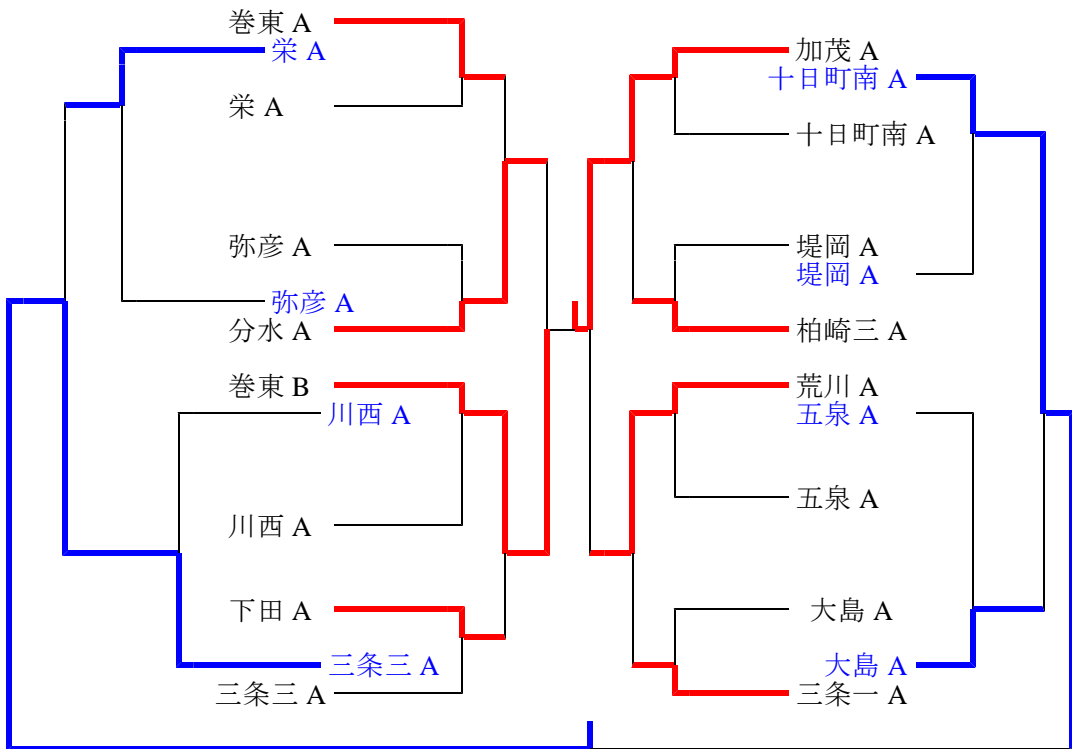 巻東 A
栄 A
栄 A
弥彦 A
弥彦 A
分水 A
巻東 B
川西 A
川西 A
下田 A
三条三 A
三条三 A
加茂 A
十日町南 A
十日町南 A
堤岡 A
堤岡 A
柏崎三 A
荒川 A
五泉 A
五泉 A
大島 A
大島 A
三条一 A